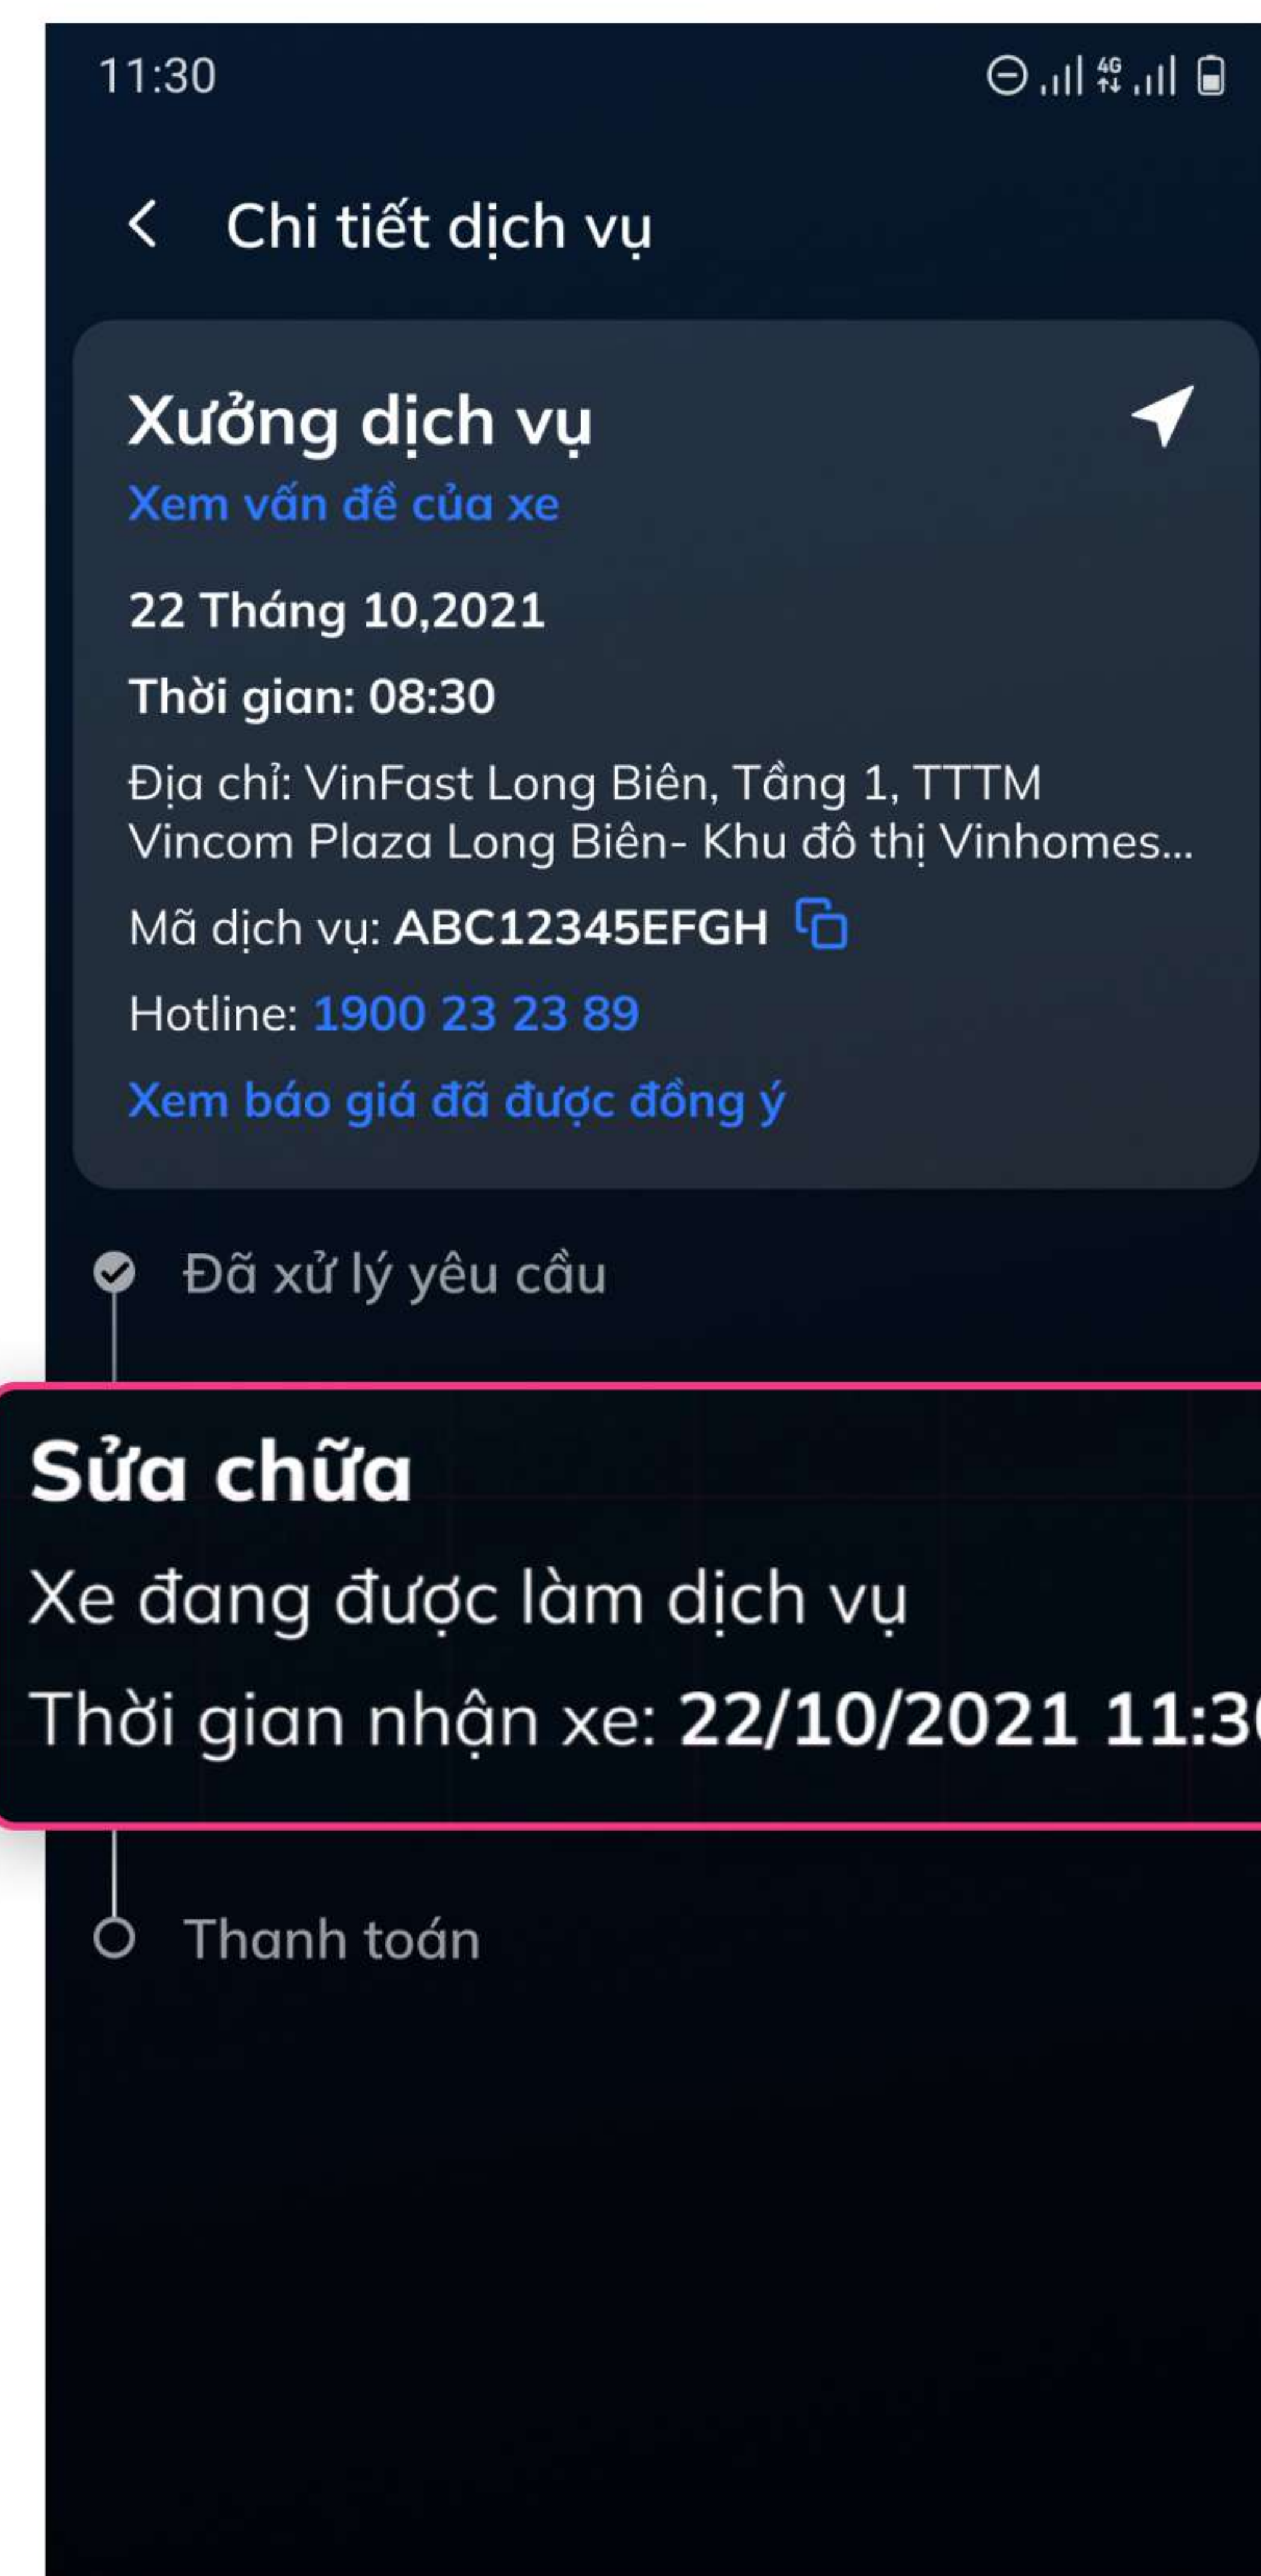 11:30
4G
Chi tiết dịch vụ
Xưởng dịch vụ
Xem vấn đề của xe
22 Tháng 10,2021
Thời gian: 08:30
Địa chỉ: VinFast Long Biên, Tầng 1, TTTM
Vincom Plaza Long Biên- Khu đô thị Vinhomes...
Mã dịch vụ: ABC12345EFGH
Hotline: 1900 23 23 89
Xem báo giá đã được đồng ý
Đã xử lý yêu cầu
Sửa chữa
Xe đang được làm dịch vụ
Thời gian nhận xe: 22/10/2021 11:30
Thanh toán